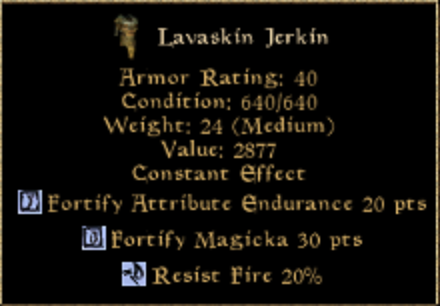 Lavaskin Jerkin
Armor Rating: 40
Condition: 640/640
Weight: 24 (Medium)
Value: 2877
Constant Effect
Fortify Attribute Endurance 20 pts
Fortify Magicka 30 pts
Resist Fire 20%